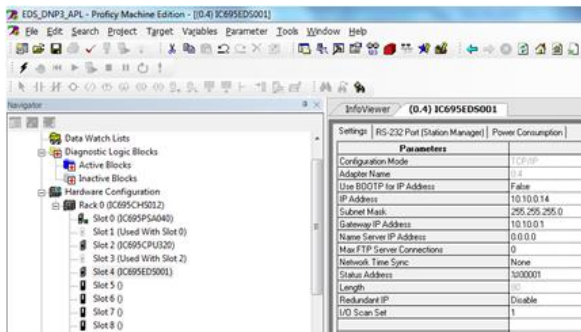 EDS_DNP3_APL - Proficy Machine Edition - [(0.4) IC695EDS001]
File Edit Search Project Target Variables Parameter Tools Window Help
Navigator
InfoViewer (0.4) IC695EDS001
Settings RS-232 Port (Station Manager) Power Consumption
Data Watch Lists
Diagnostic Logic Blocks
Active Blocks
Inactive Blocks
Hardware Configuration
Rack 0 (IC695CHS012)
Slot 0 (IC695PSA040)
Slot 1 (Used With Slot 0)
Slot 2 (IC695CPU320)
Slot 3 (Used With Slot 2)
Slot 4 (IC695EDS001)
Slot 5 ()
Slot 6 ()
Slot 7 ()
Slot 8 ()
Parameters
Configuration Mode TCP/IP
Adapter Name 0.4
Use BOOTP for IP Address False
IP Address 10.10.0.14
Subnet Mask 255.255.255.0
Gateway IP Address 10.10.0.1
Name Server IP Address 0.0.0.0
Max FTP Server Connections 0
Network Time Sync None
Status Address %I00001
Length 80
Redundant IP Disable
I/O Scan Set 1